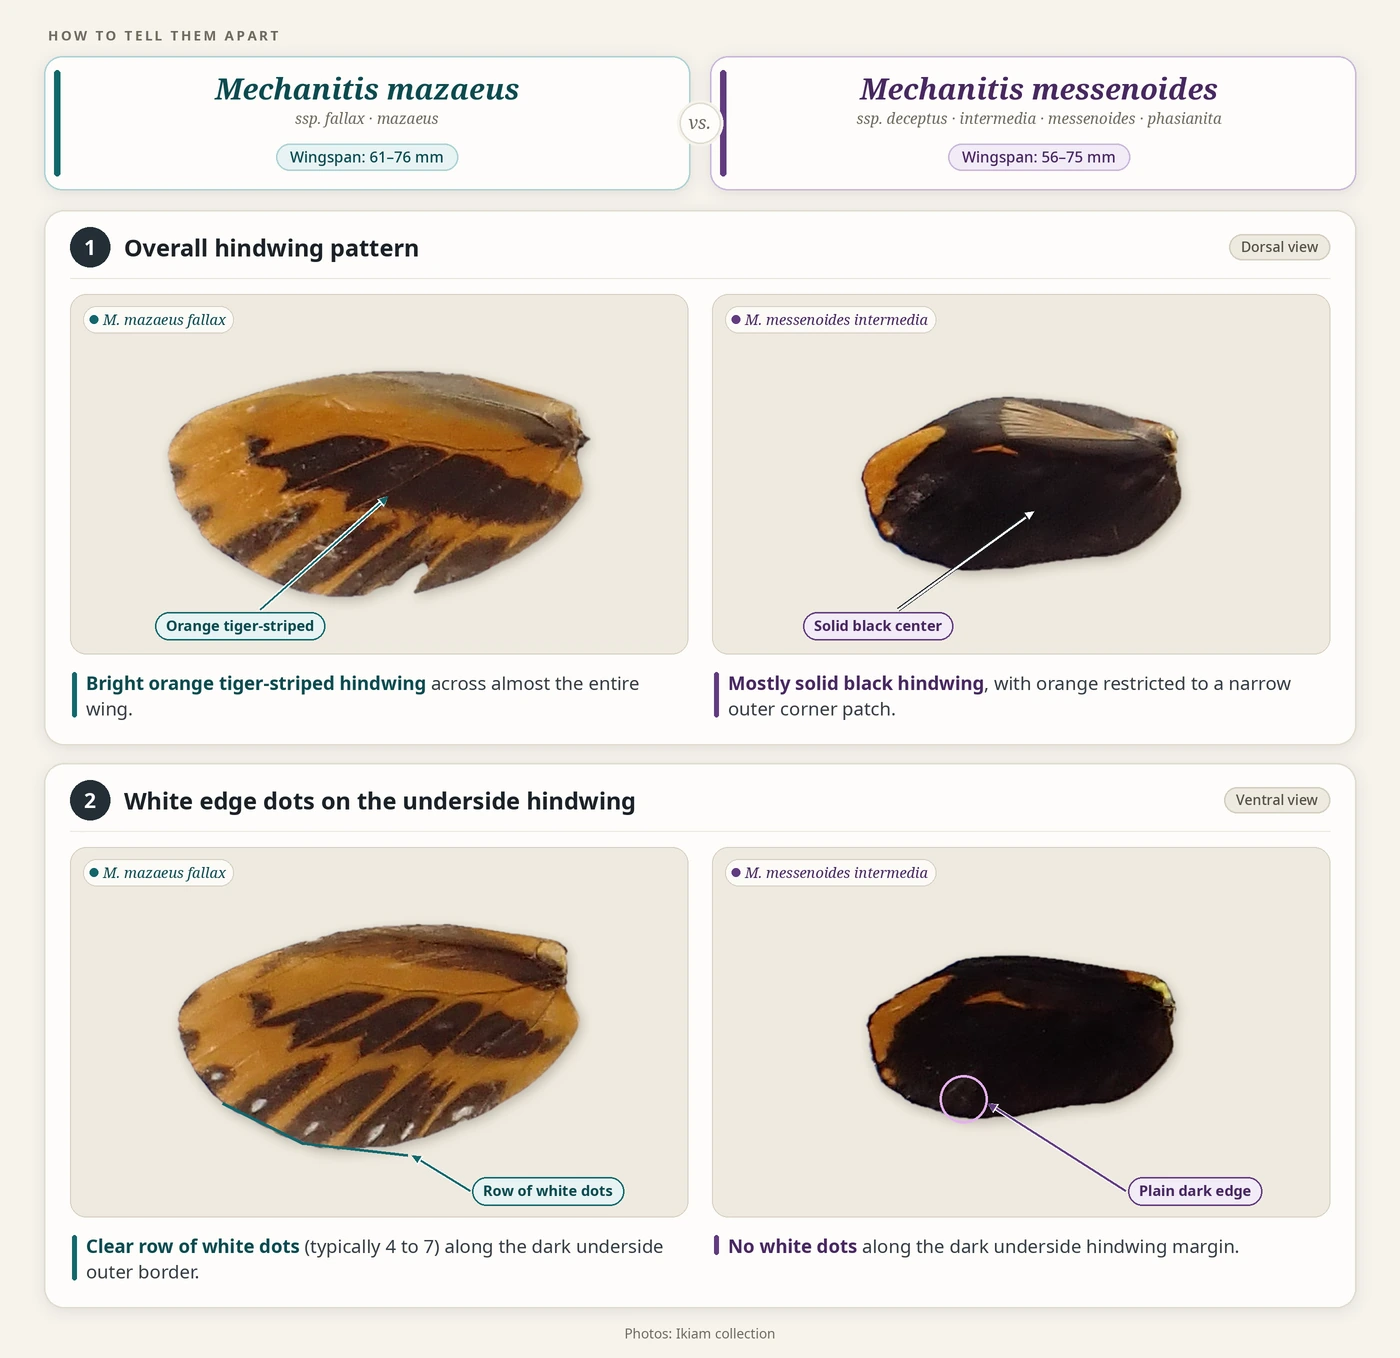 HOW TO TELL THEM APART
Mechanitis mazaeus
ssp. fallax · mazaeus
Wingspan: 61–76 mm
vs.
Mechanitis messenoides
ssp. deceptus · intermedia · messenoides · phasianita
Wingspan: 56–75 mm
1
Overall hindwing pattern
Dorsal view
M. mazaeus fallax
Orange tiger-striped
Bright orange tiger-striped hindwing across almost the entire
wing.
M. messenoides intermedia
Solid black center
Mostly solid black hindwing, with orange restricted to a narrow
outer corner patch.
2
White edge dots on the underside hindwing
Ventral view
M. mazaeus fallax
Row of white dots
Clear row of white dots (typically 4 to 7) along the dark underside
outer border.
M. messenoides intermedia
Plain dark edge
No white dots along the dark underside hindwing margin.
Photos: Ikiam collection